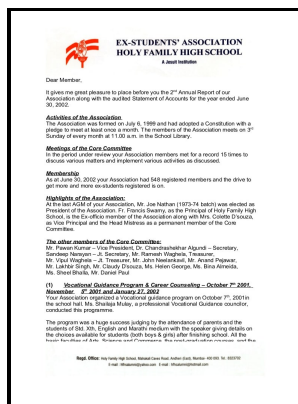 EX-STUDENTS' ASSOCIATION
HOLY FAMILY HIGH SCHOOL
A Jesuit Institution
Dear Member,
It gives me great pleasure to place before you the 2nd Annual Report of our
Association along with the audited Statement of Accounts for the year ended June
30, 2002.
Activities of the Association
The Association was formed on July 6, 1999 and had adopted a Constitution with a
pledge to meet at least once a month. The members of the Association meets on 3rd
Sunday of every month at 11.00 a.m. in the School Library.
Meetings of the Core Committee
In the period under review your Association members met for a record 15 times to
discuss various matters and implement various activities as discussed.
Membership
As at June 30, 2002 your Association had 548 registered members and the drive to
get more and more ex-students registered is on.
Highlights of the Association:
At the last AGM of your Association, Mr. Joe Nathan (1973-74 batch) was elected as
President of the Association. Fr. Francis Swamy, as the Principal of Holy Family High
School, is the Ex-officio member of the Association along with Mrs. Colette D'souza,
as Vice Principal and the Head Mistress as a permanent member of the Core
Committee.
The other members of the Core Committee:
Mr. Pawan Kumar – Vice President, Dr. Chandrashekhar Algundi – Secretary,
Sandeep Narayan – Jt. Secretary, Mr. Ramesh Waghela, Treasurer,
Mr. Vipul Waghela – Jt. Treasurer, Mr. John Neelankavil, Mr. Anand Pejawar,
Mr. Lakhbir Singh, Mr. Claudy D'souza, Ms. Helen George, Ms. Bina Almeida,
Ms. Sheel Bhalla, Mr. Daniel Paul
(1) Vocational Guidance Program & Career Counselling – October 7th 2001,
November 5th 2001 and January 27, 2002
Your Association organized a Vocational guidance program on October 7th, 2001in
the school hall. Ms. Shailaja Mulay, a professional Vocational Guidance councilor,
conducted this programme.
The program was a huge success judging by the attendance of parents and the
students of Std. Xth, English and Marathi medium with the speaker giving details on
the choices available for students (both boys & girls) after finishing school. All the
basic faculties of Arts, Science and Commerce, the post-graduation courses, and the
Regd. Office: Holy Family High School, Mahakali Caves Road, Andheri (East), Mumbai